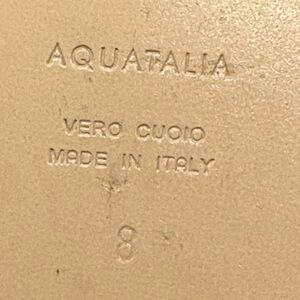 AQUATALIA
VERO CUOIO
MADE IN ITALY
8